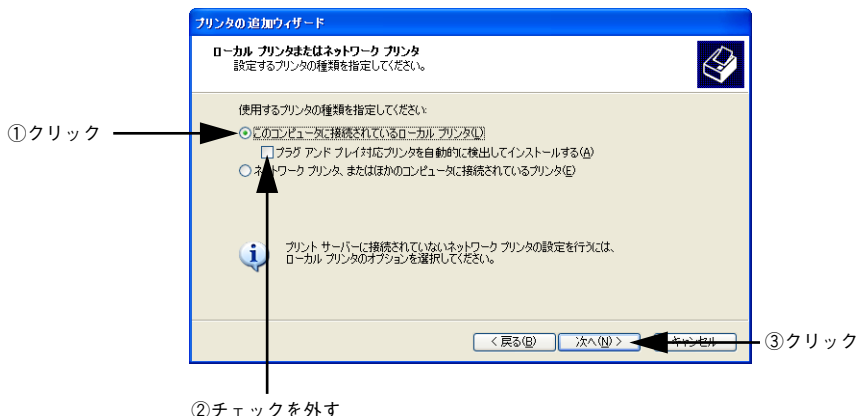 プリンタの追加ウィザード
ローカル プリンタまたはネットワーク プリンタ
設定するプリンタの種類を指定してください。
使用するプリンタの種類を指定してください:
①クリック
このコンピュータに接続されているローカル プリンタ(L)
プラグ アンド プレイ対応プリンタを自動的に検出してインストールする(A)
ネットワーク プリンタ、またはほかのコンピュータに接続されているプリンタ(E)
プリント サーバーに接続されていないネットワーク プリンタの設定を行うには、
ローカル プリンタのオプションを選択してください。
< 戻る(B) 次へ(N) > キャンセル
③クリック
②チェックを外す